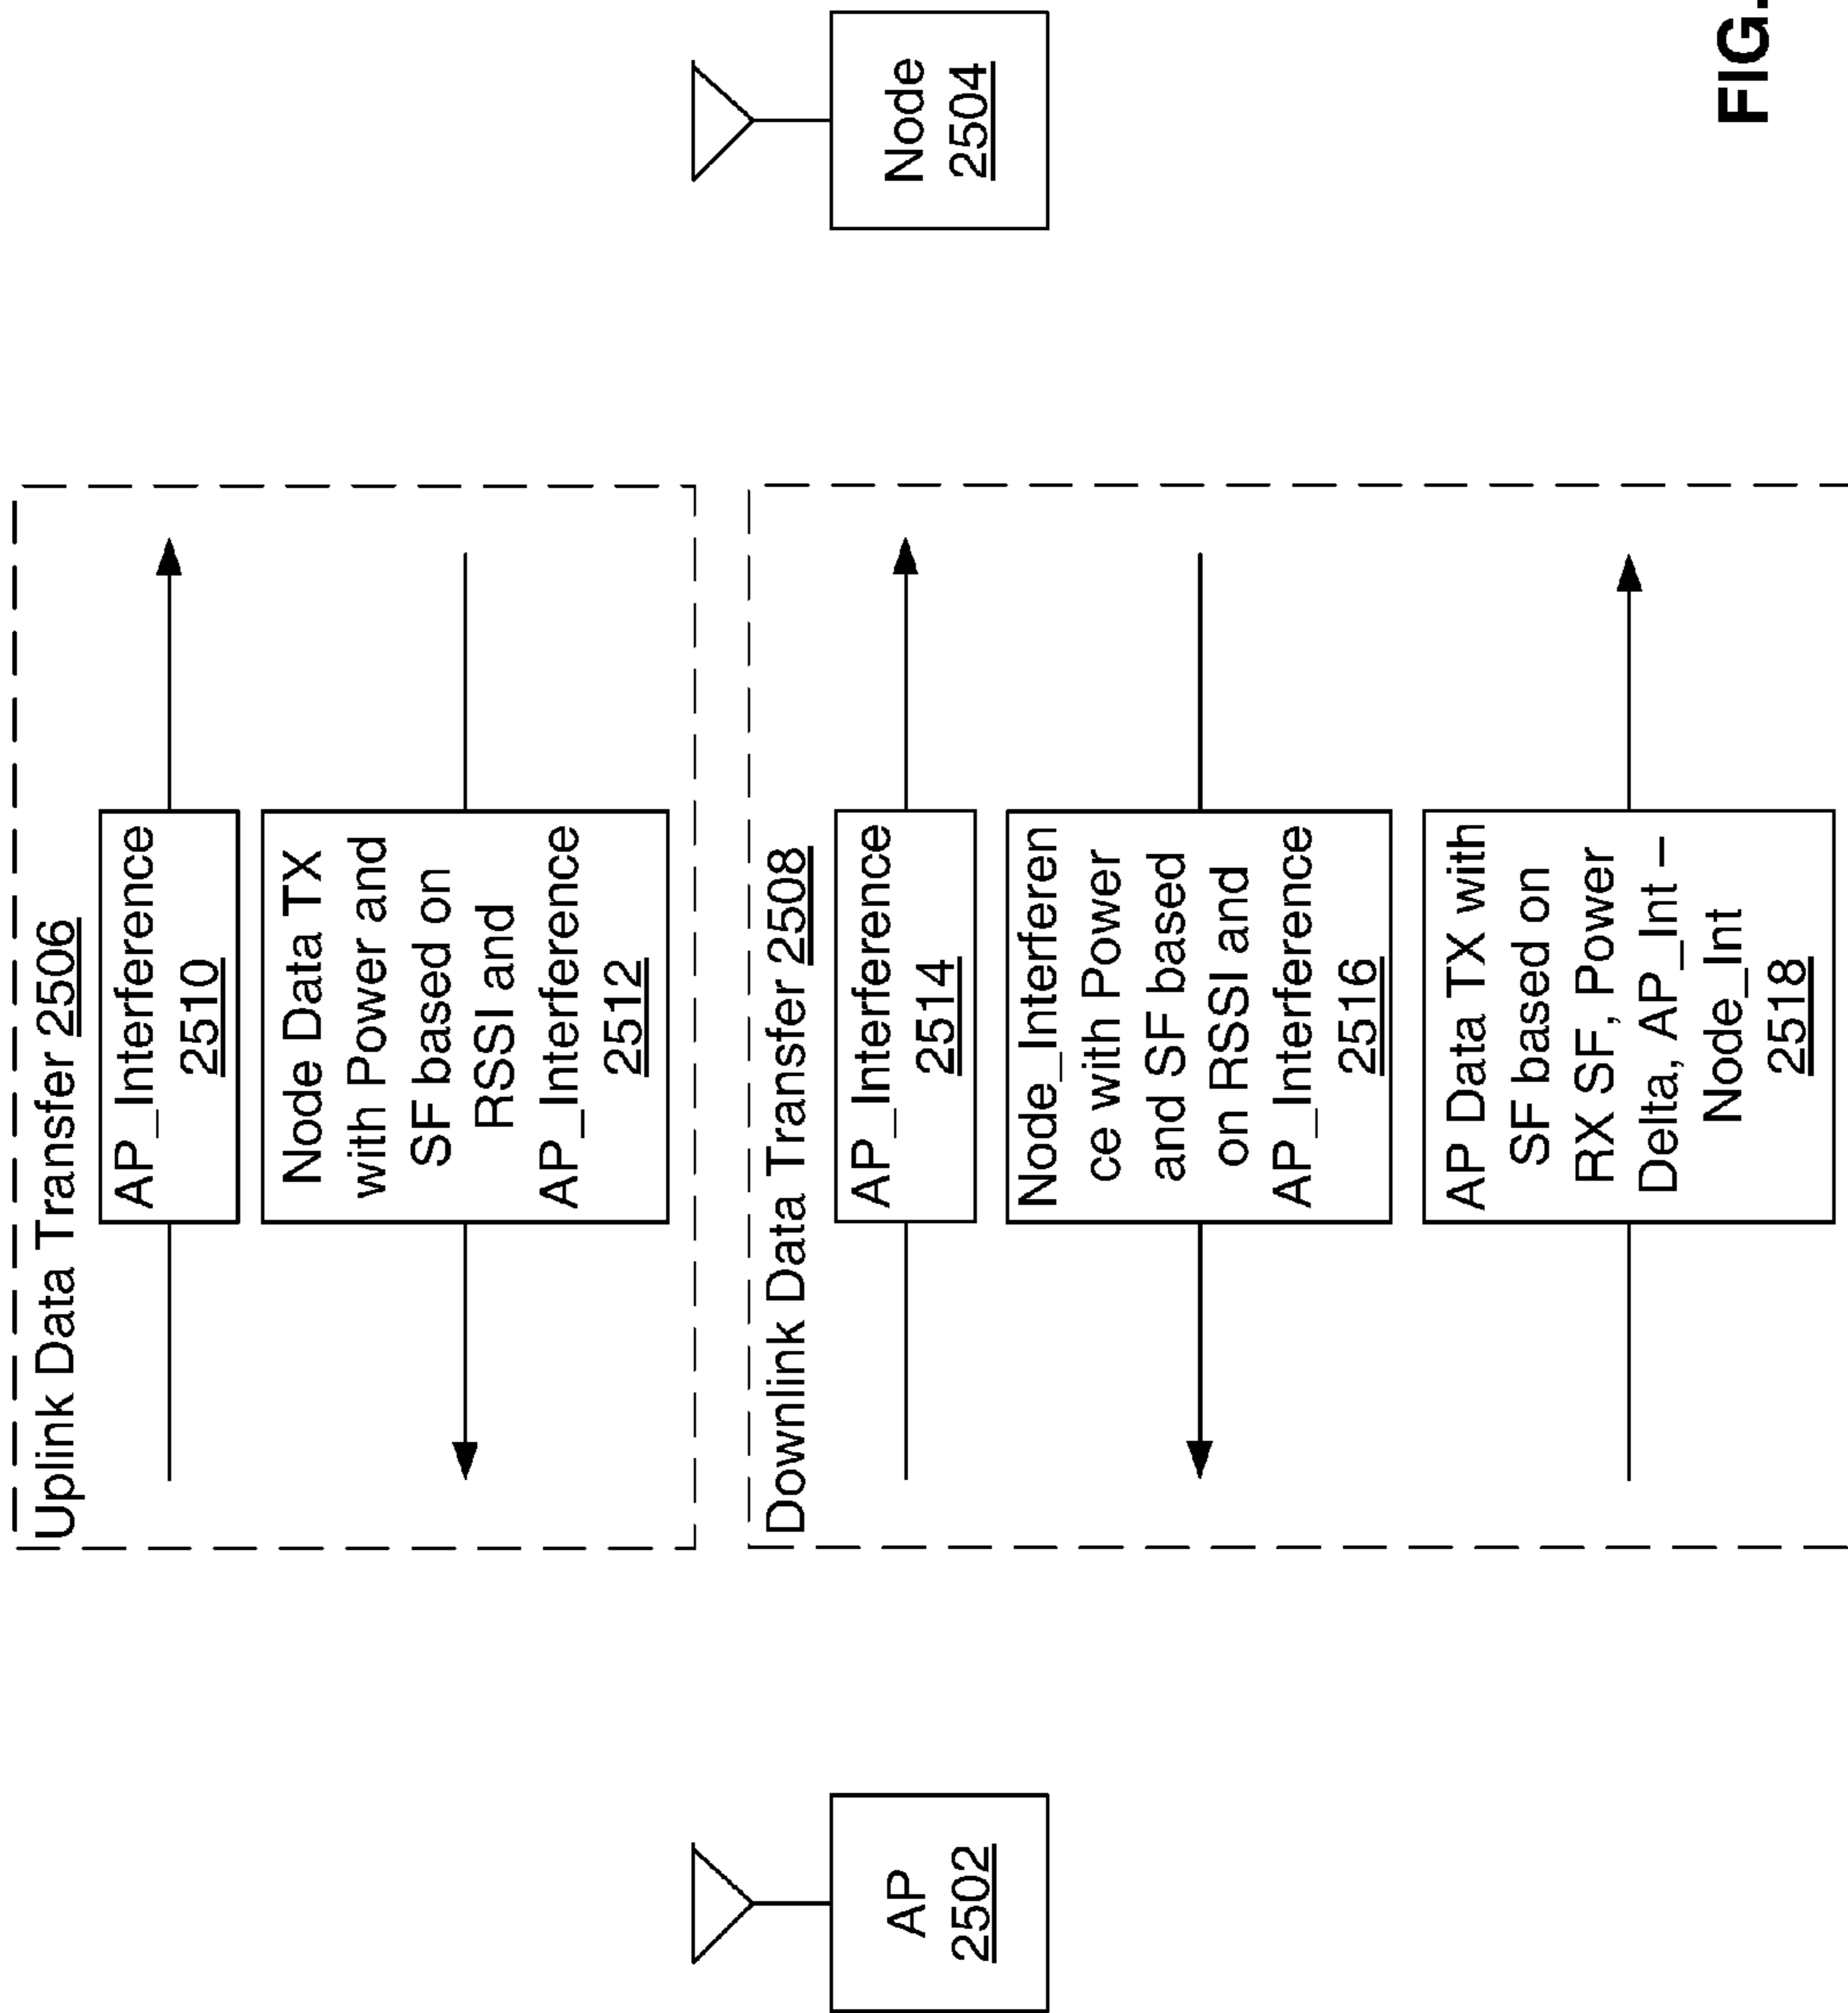 Uplink Data Transfer 2506
AP_Interference
2510
Node Data TX
with Power and
SF based on
RSSI and
AP_Interference
2512
Downlink Data Transfer 2508
AP_Interference
2514
Node_Interferen
ce with Power
and SF based
on RSSI and
AP_Interference
2516
AP Data TX with
SF based on
RX SF, Power
Delta, AP_Int –
Node_Int
2518
AP
2502
Node
2504
FIG.